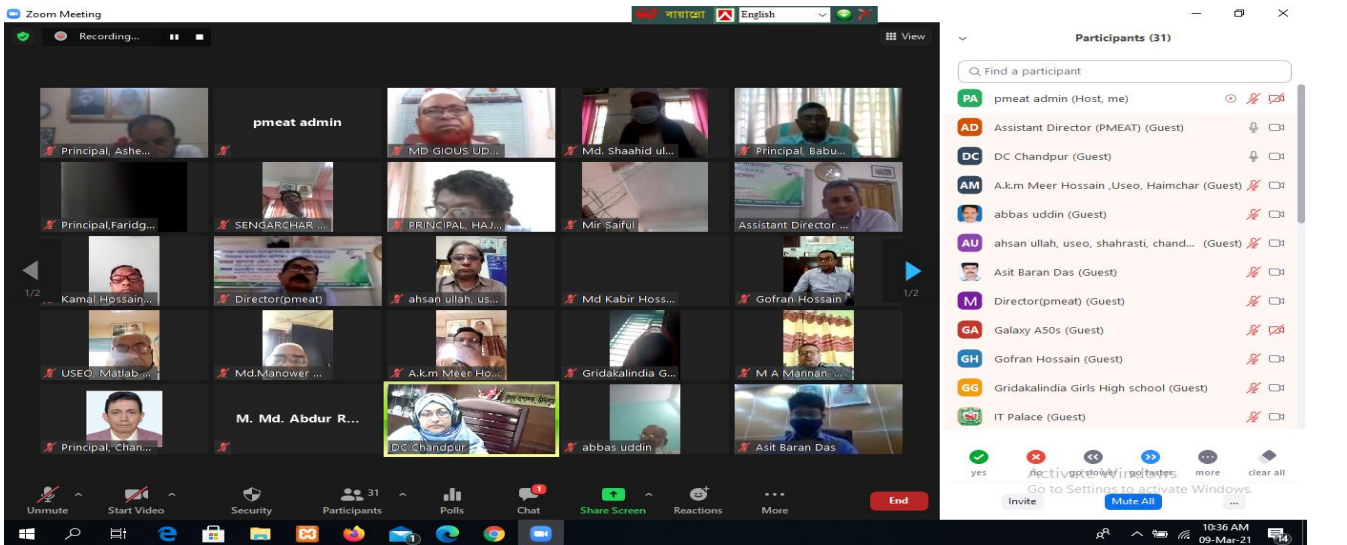 Zoom Meeting
বায়ান্নো
English
Recording...
View
Participants (31)
Find a participant
Principal, Ashe...
pmeat admin
MD GIOUS UD...
Md. Shaahid ul...
Principal, Babu...
Principal,Faridg...
SENGARCHAR ...
PRINCIPAL, HAJ...
Mir Saiful
Assistant Director ...
1/2
Kamal Hossain...
Director(pmeat)
ahsan ullah, us...
Md Kabir Hoss...
Gofran Hossain
1/2
USEO, Matlab ...
Md.Manower ...
A.k.m Meer Ho...
Gridakalindia G...
M A Mannan, ...
Principal, Chan...
M. Md. Abdur R...
DC Chandpur
abbas uddin
Asit Baran Das
PA pmeat admin (Host, me)
AD Assistant Director (PMEAT) (Guest)
DC DC Chandpur (Guest)
AM A.k.m Meer Hossain ,Useo, Haimchar (Guest)
abbas uddin (Guest)
AU ahsan ullah, useo, shahrasti, chand... (Guest)
Asit Baran Das (Guest)
M Director(pmeat) (Guest)
GA Galaxy A50s (Guest)
GH Gofran Hossain (Guest)
GG Gridakalindia Girls High school (Guest)
IT Palace (Guest)
yes no go slower go faster more clear all
Activate Windows
Go to Settings to activate Windows.
Invite Mute All ...
Unmute Start Video Security Participants 31 Polls Chat 1 Share Screen Reactions More End
10:36 AM
09-Mar-21
14